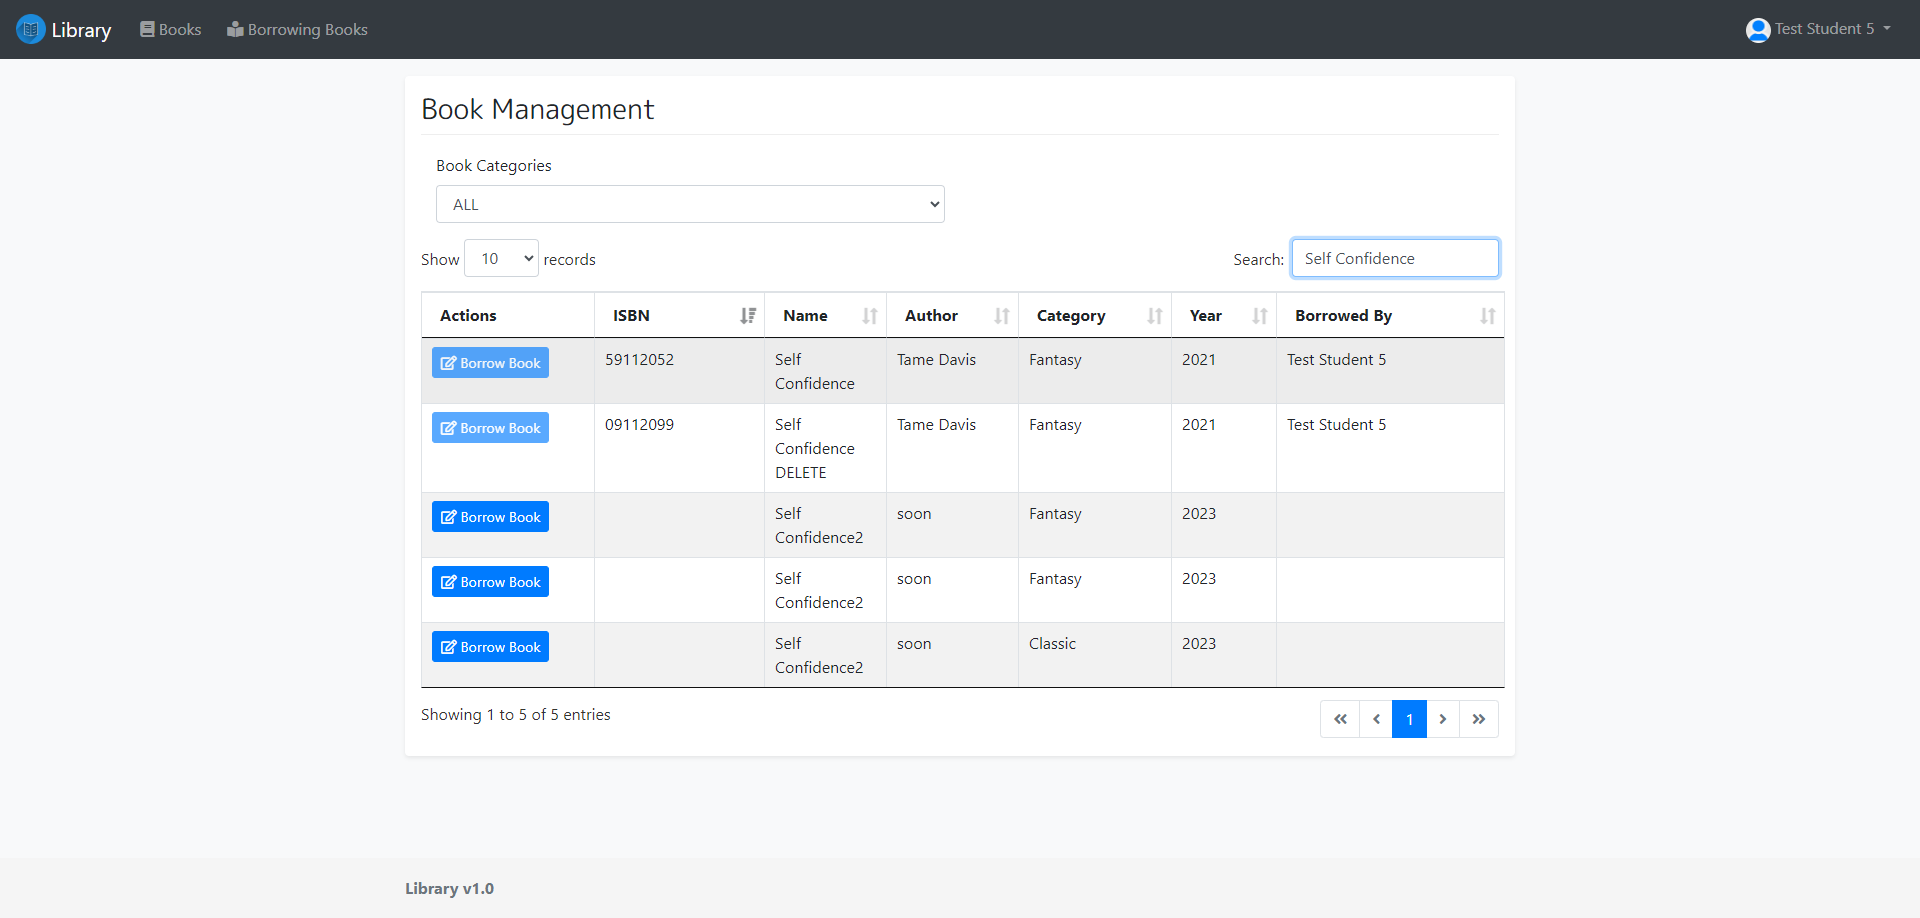 Library Books Borrowing Books Test Student 5
Book Management
Book Categories
ALL
Show 10 records Search: Self Confidence
Actions ISBN Name Author Category Year Borrowed By
Borrow Book 59112052 Self Tame Davis Fantasy 2021 Test Student 5
Confidence
Borrow Book 09112099 Self Tame Davis Fantasy 2021 Test Student 5
Confidence
DELETE
Borrow Book Self soon Fantasy 2023
Confidence2
Borrow Book Self soon Fantasy 2023
Confidence2
Borrow Book Self soon Classic 2023
Confidence2
Showing 1 to 5 of 5 entries « ‹ 1 › »
Library v1.0